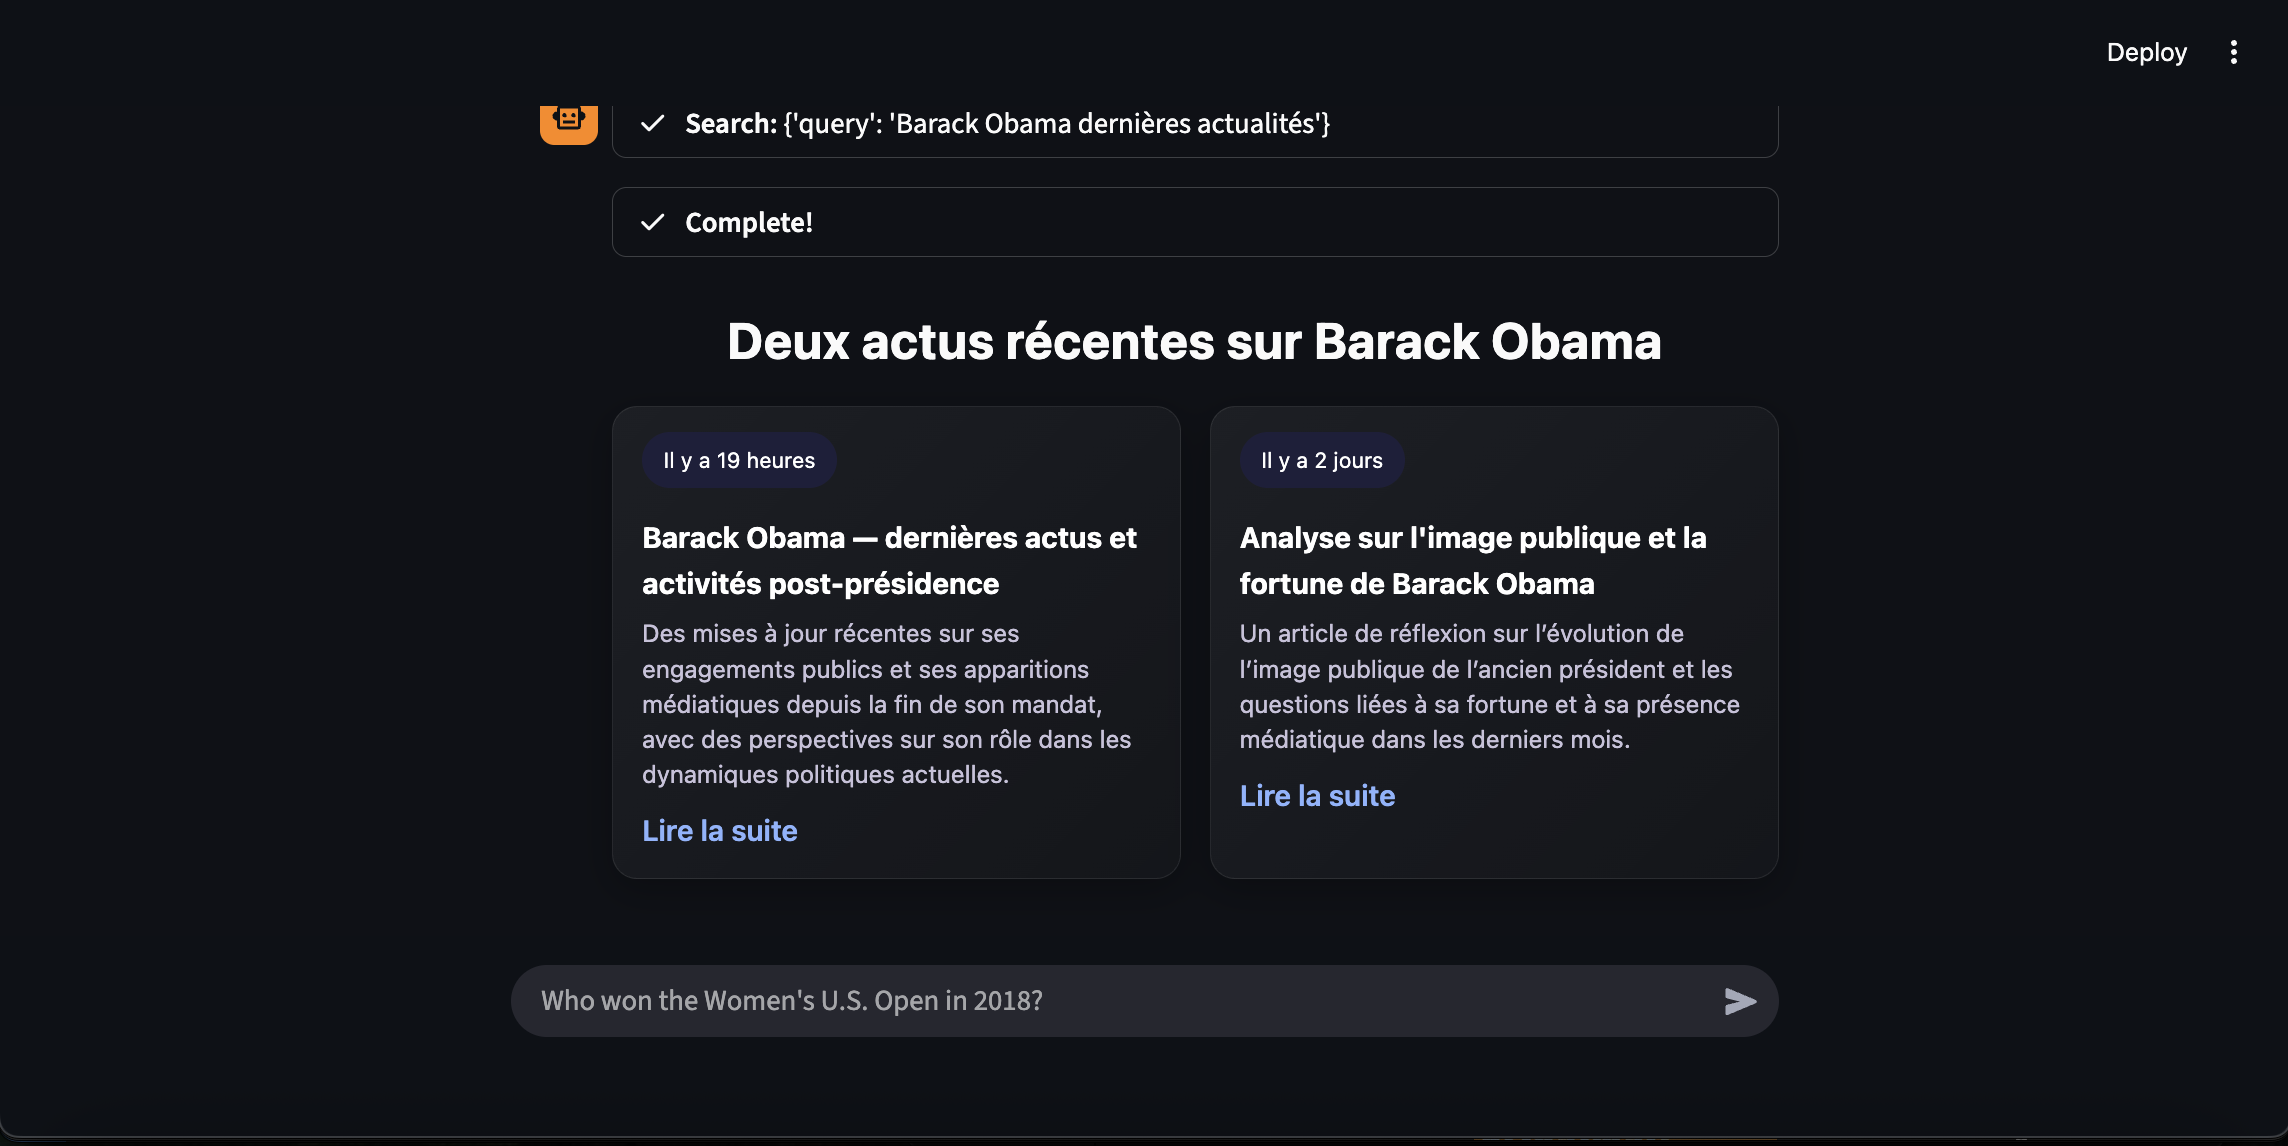 Deploy
Search: {'query': 'Barack Obama dernières actualités'}
Complete!
Deux actus récentes sur Barack Obama
Il y a 19 heures
Barack Obama — dernières actus et
activités post-présidence
Des mises à jour récentes sur ses
engagements publics et ses apparitions
médiatiques depuis la fin de son mandat,
avec des perspectives sur son rôle dans les
dynamiques politiques actuelles.
Lire la suite
Il y a 2 jours
Analyse sur l'image publique et la
fortune de Barack Obama
Un article de réflexion sur l’évolution de
l’image publique de l’ancien président et les
questions liées à sa fortune et à sa présence
médiatique dans les derniers mois.
Lire la suite
Who won the Women's U.S. Open in 2018?